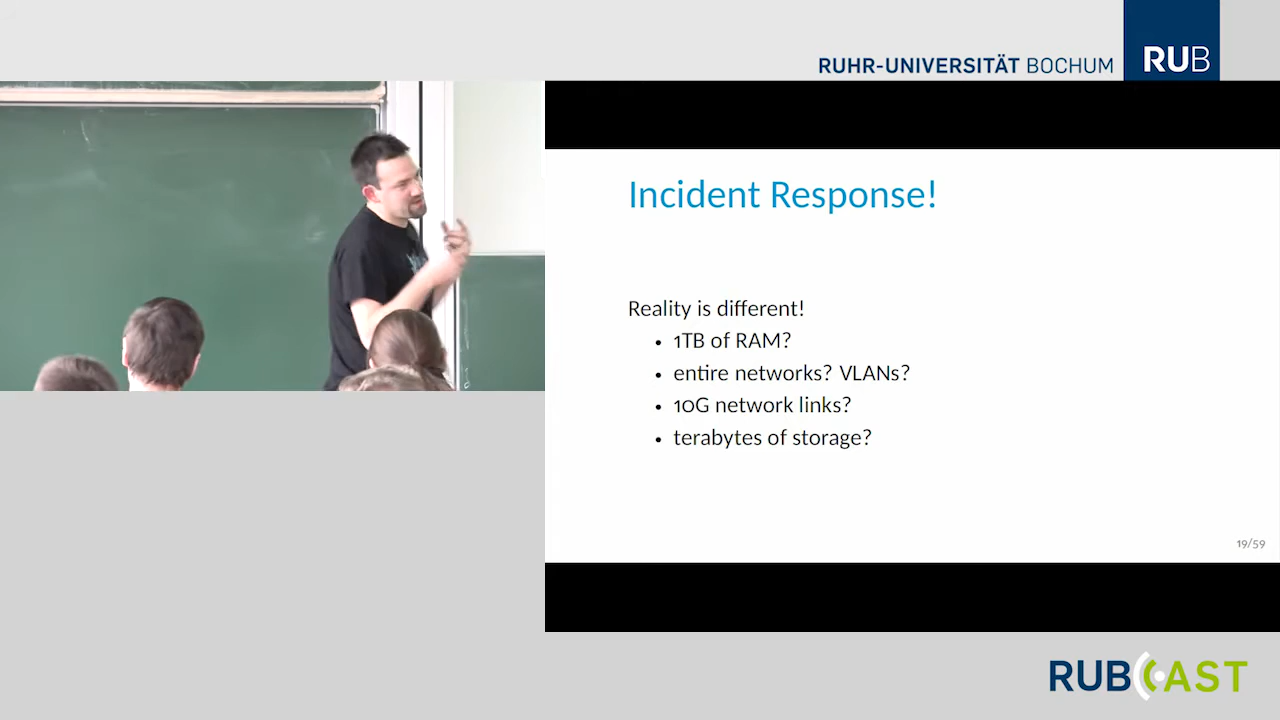 RUHR-UNIVERSITÄT BOCHUM
RUB
Incident Response!
Reality is different!
• 1TB of RAM?
• entire networks? VLANs?
• 10G network links?
• terabytes of storage?
19/59
RUBCAST